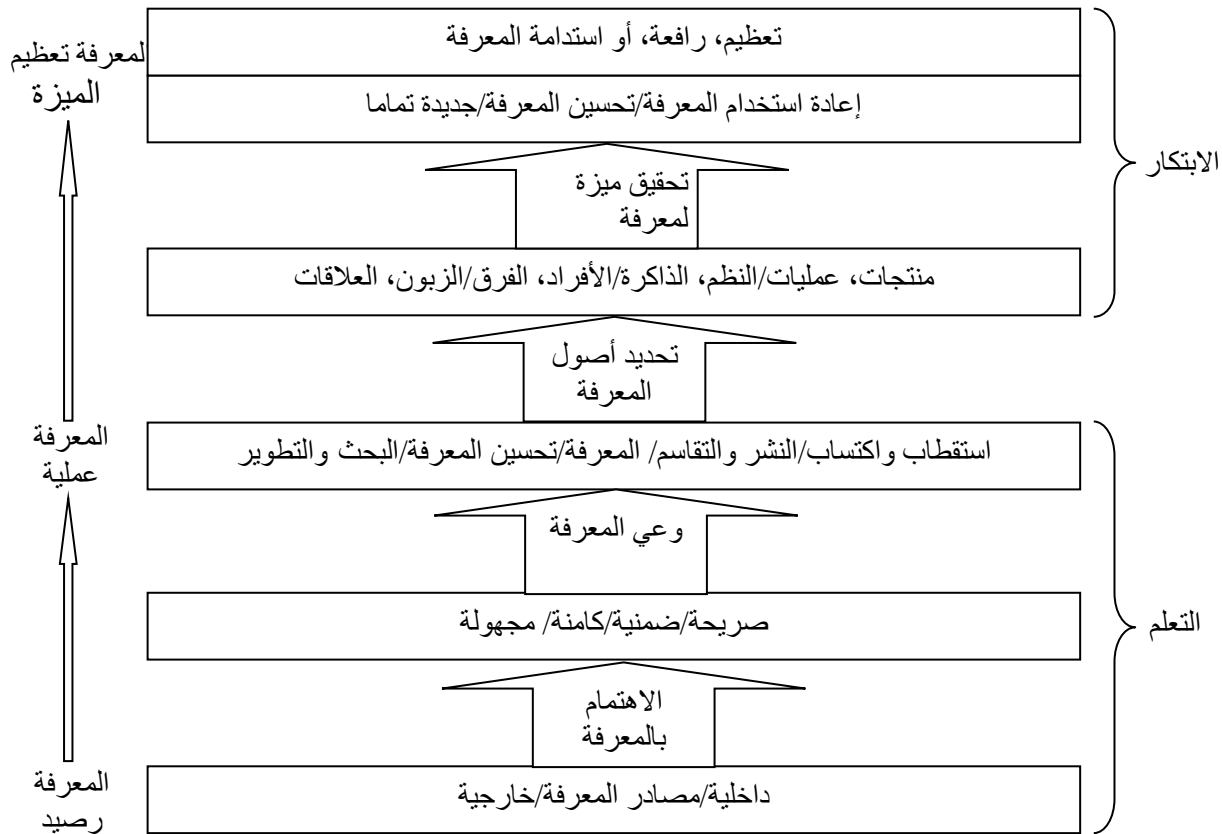 تعظيم، رافعة، أو استدامة المعرفة
إعادة استخدام المعرفة/تحسين المعرفة/جديدة تماما
لمعرفة تعظيم
الميزة
الابتكار
تحقيق ميزة
لمعرفة
منتجات، عمليات/النظم، الذاكرة/الأفراد، الفرق/الزبون، العلاقات
تحديد أصول
المعرفة
المعرفة
عملية
استقطاب واكتساب/النشر والتقاسم/ المعرفة/تحسين المعرفة/البحث والتطوير
وعي المعرفة
صريحة/ضمنية/كامنة/ مجهولة
التعلم
الاهتمام
بالمعرفة
داخلية/مصادر المعرفة/خارجية
المعرفة
رصيد